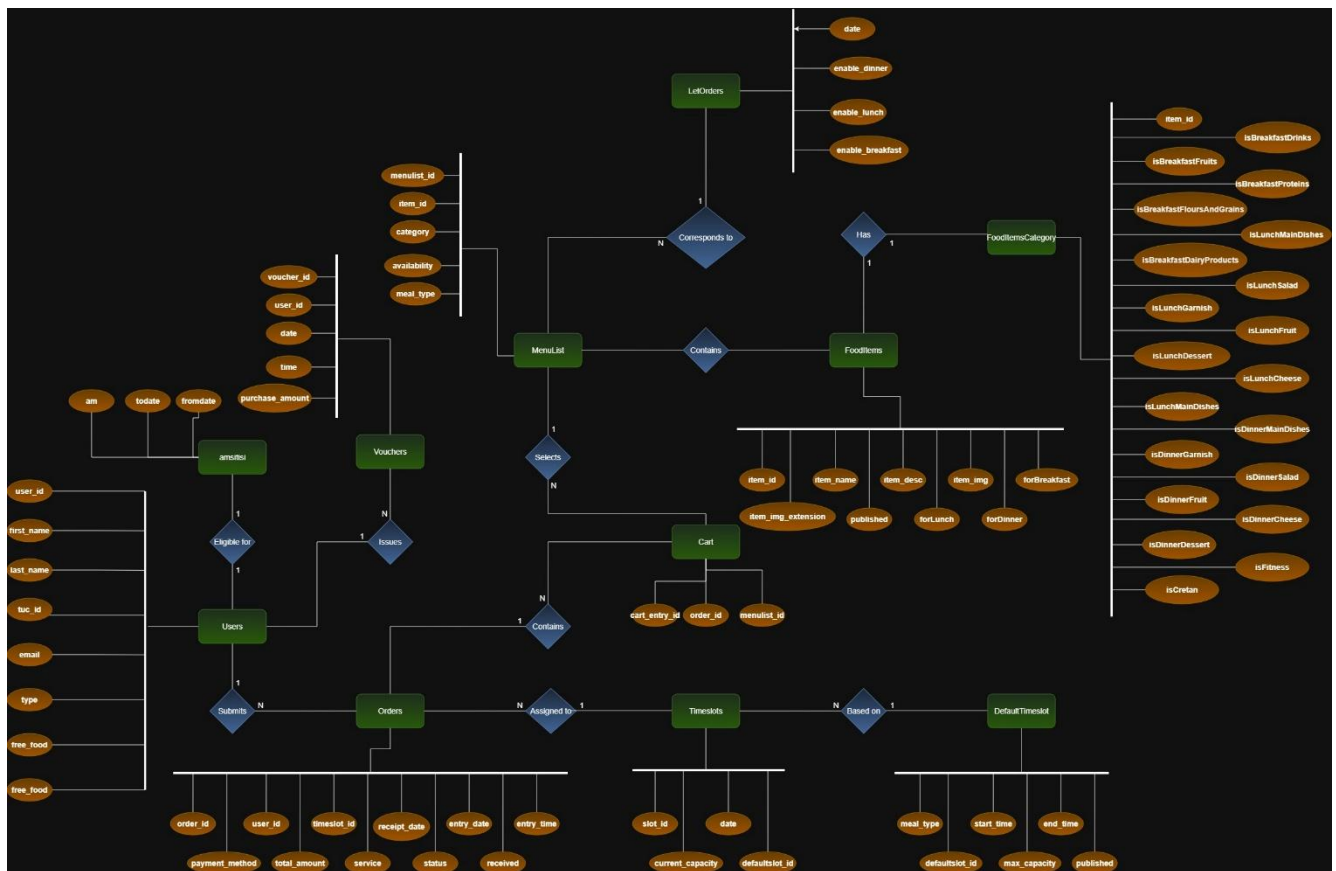 date
enable_dinner
LetOrders
enable_lunch
enable_breakfast
item_id
isBreakfastDrinks
isBreakfastFruits
isBreakfastProteins
isBreakfastFloursAndGrains
isLunchMainDishes
isBreakfastDairyProducts
isLunchSalad
isLunchGarnish
isLunchFruit
isLunchDessert
isLunchCheese
isLunchMainDishes
isDinnerMainDishes
isDinnerGarnish
isDinnerSalad
isDinnerFruit
isDinnerCheese
isDinnerDessert
isFitness
isCretan
menulist_id
item_id
category
availability
meal_type
1
N
Corresponds to
Has
1
1
FoodItemsCategory
voucher_id
user_id
date
time
purchase_amount
MenuList
Contains
FoodItems
am
todate
fromdate
amsitisi
Vouchers
1
Selects
N
item_id
item_name
item_desc
item_img
forBreakfast
item_img_extension
published
forLunch
forDinner
user_id
first_name
last_name
tuc_id
email
type
free_food
free_food
1
Eligible for
1
N
1
Issues
Users
Cart
cart_entry_id
order_id
menulist_id
N
1
Contains
1
Submits
N
Orders
N
Assigned to
1
Timeslots
N
Based on
1
DefaultTimeslot
order_id
user_id
timeslot_id
receipt_date
entry_date
entry_time
payment_method
total_amount
service
status
received
slot_id
date
current_capacity
defaultslot_id
meal_type
start_time
end_time
defaultslot_id
max_capacity
published